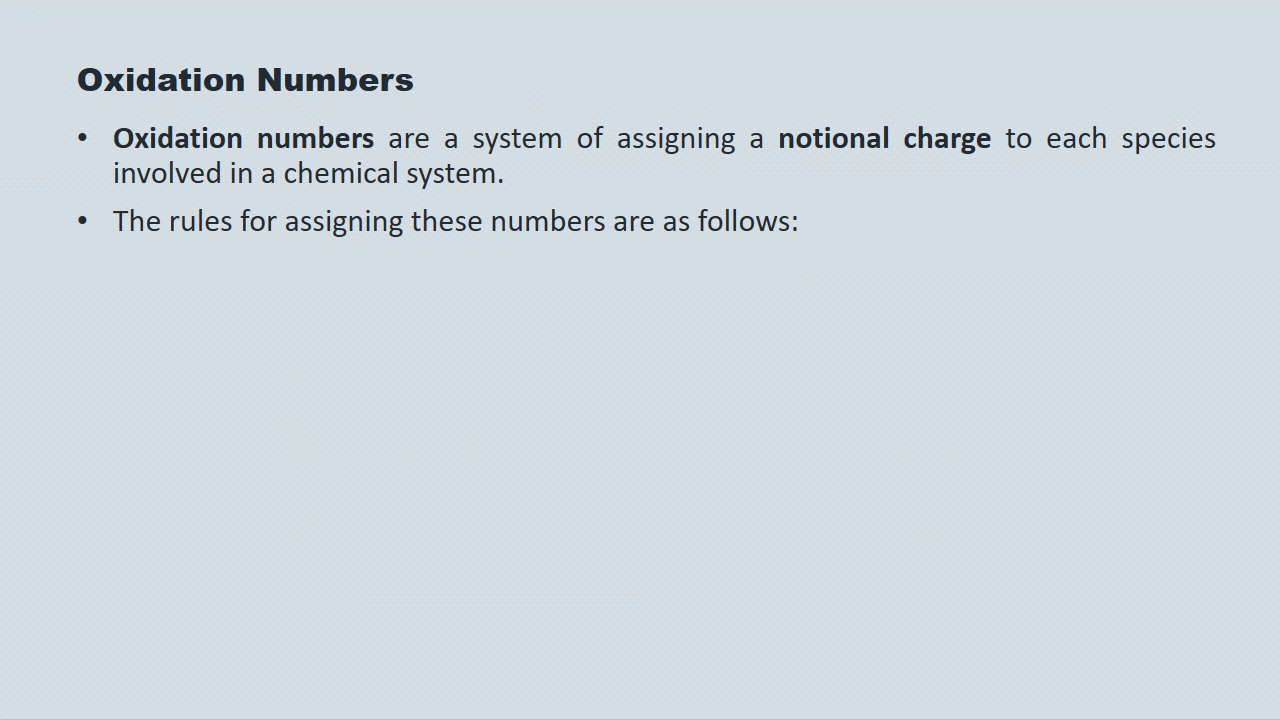 Oxidation Numbers
• Oxidation numbers are a system of assigning a notional charge to each species
involved in a chemical system.
• The rules for assigning these numbers are as follows: